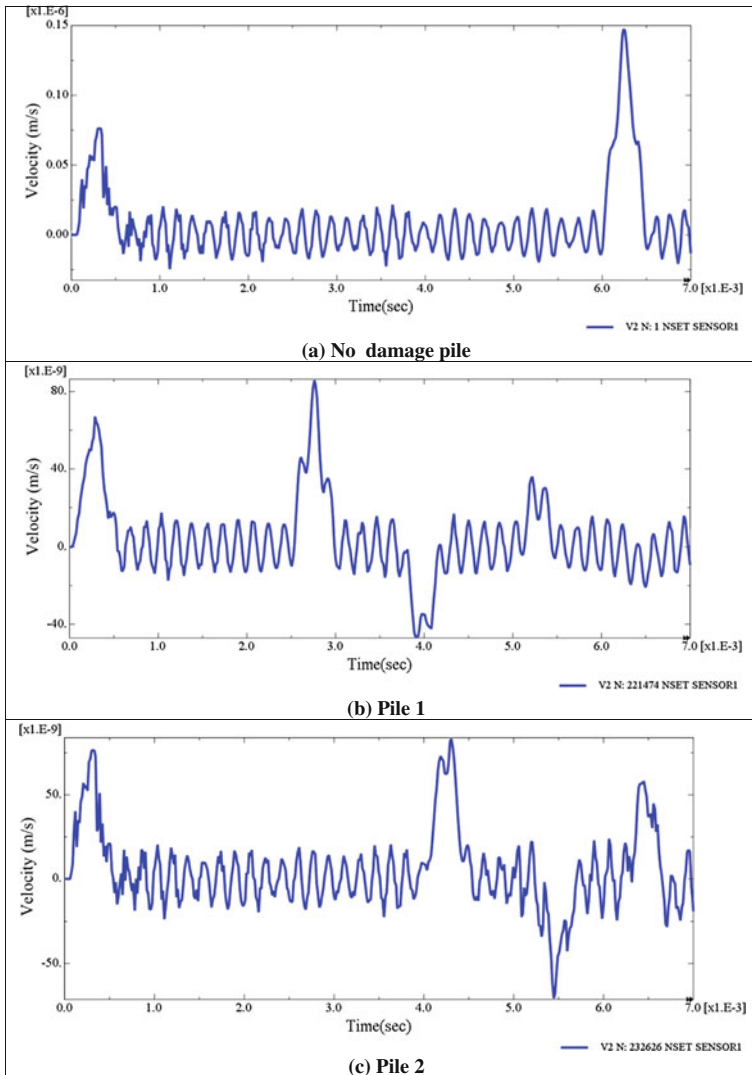 [x1.E-6]
0.15
0.10
0.05
0.00
Velocity (m/s)
0.0 1.0 2.0 3.0 4.0 5.0 6.0 7.0 [x1.E-3]
Time(sec)
V2 N: 1 NSET SENSOR1
(a) No damage pile
[x1.E-9]
80.
40.
0.
-40.
Velocity (m/s)
0.0 1.0 2.0 3.0 4.0 5.0 6.0 7.0 [x1.E-3]
Time(sec)
V2 N: 221474 NSET SENSOR1
(b) Pile 1
[x1.E-9]
50.
0.
-50.
Velocity (m/s)
0.0 1.0 2.0 3.0 4.0 5.0 6.0 7.0 [x1.E-3]
Time(sec)
V2 N: 232626 NSET SENSOR1
(c) Pile 2